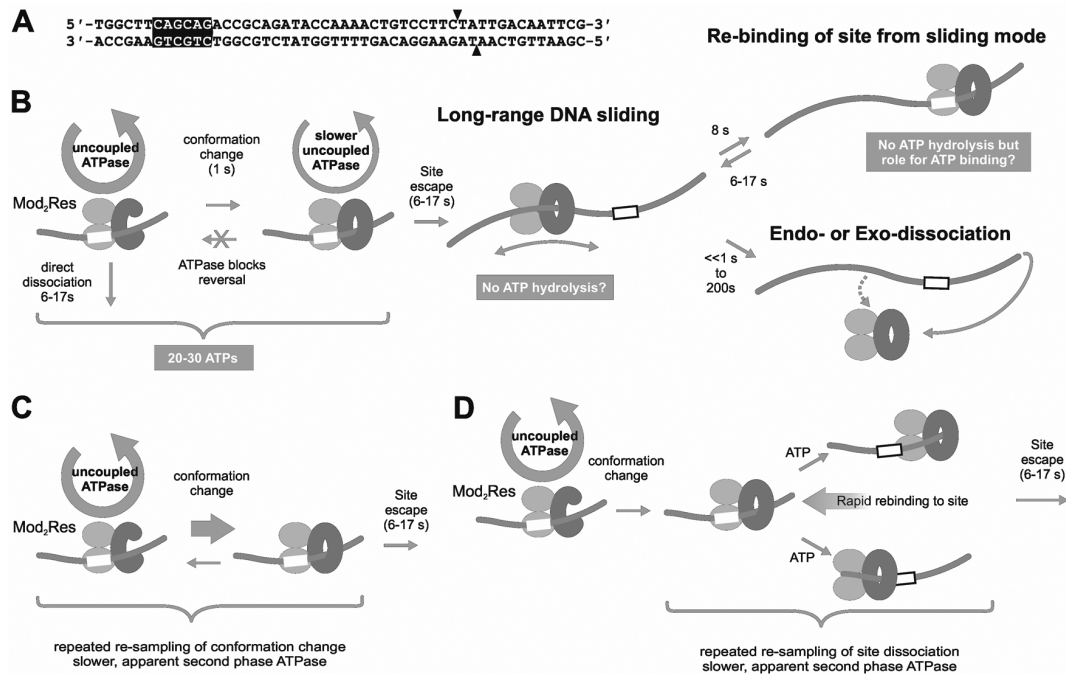 A
5'-TGGCTTCAGCAGACCGCAGATACCAAAACTGTCCTTCTATTGACAATTCG-3'
3'-ACCGAAGTCGTCTGGCGTCTATGGTTTTGACAGGAAGATAACTGTTAAGC-5'
B
uncoupled
ATPase
Mod2Res
conformation
change
(1 s)
ATPase blocks
reversal
slower
uncoupled
ATPase
direct
dissociation
6-17s
20-30 ATPs
Site
escape
(6-17 s)
Long-range DNA sliding
No ATP hydrolysis?
8 s
6-17 s
Re-binding of site from sliding mode
No ATP hydrolysis but
role for ATP binding?
<<1 s
to
200s
Endo- or Exo-dissociation
C
uncoupled
ATPase
Mod2Res
conformation
change
Site
escape
(6-17 s)
repeated re-sampling of conformation change
slower, apparent second phase ATPase
D
uncoupled
ATPase
Mod2Res
conformation
change
ATP
Rapid rebinding to site
ATP
Site
escape
(6-17 s)
repeated re-sampling of site dissociation
slower, apparent second phase ATPase